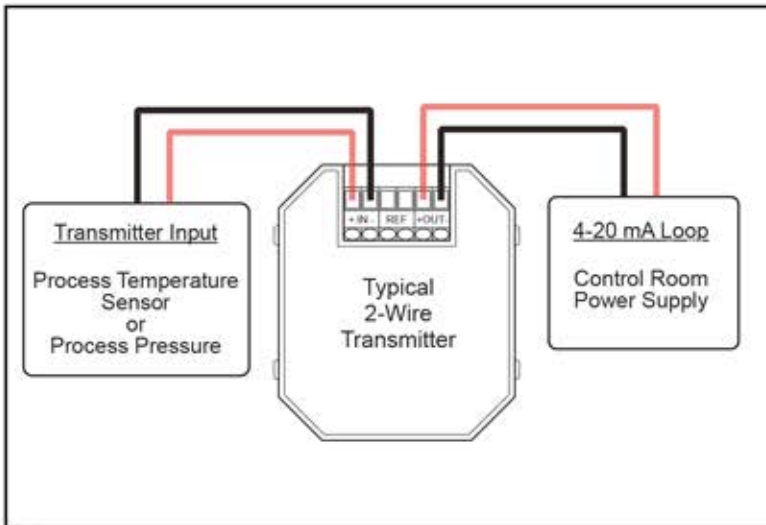 Transmitter Input
Process Temperature
Sensor
or
Process Pressure
+ IN - REF +OUT-
Typical
2-Wire
Transmitter
4-20 mA Loop
Control Room
Power Supply